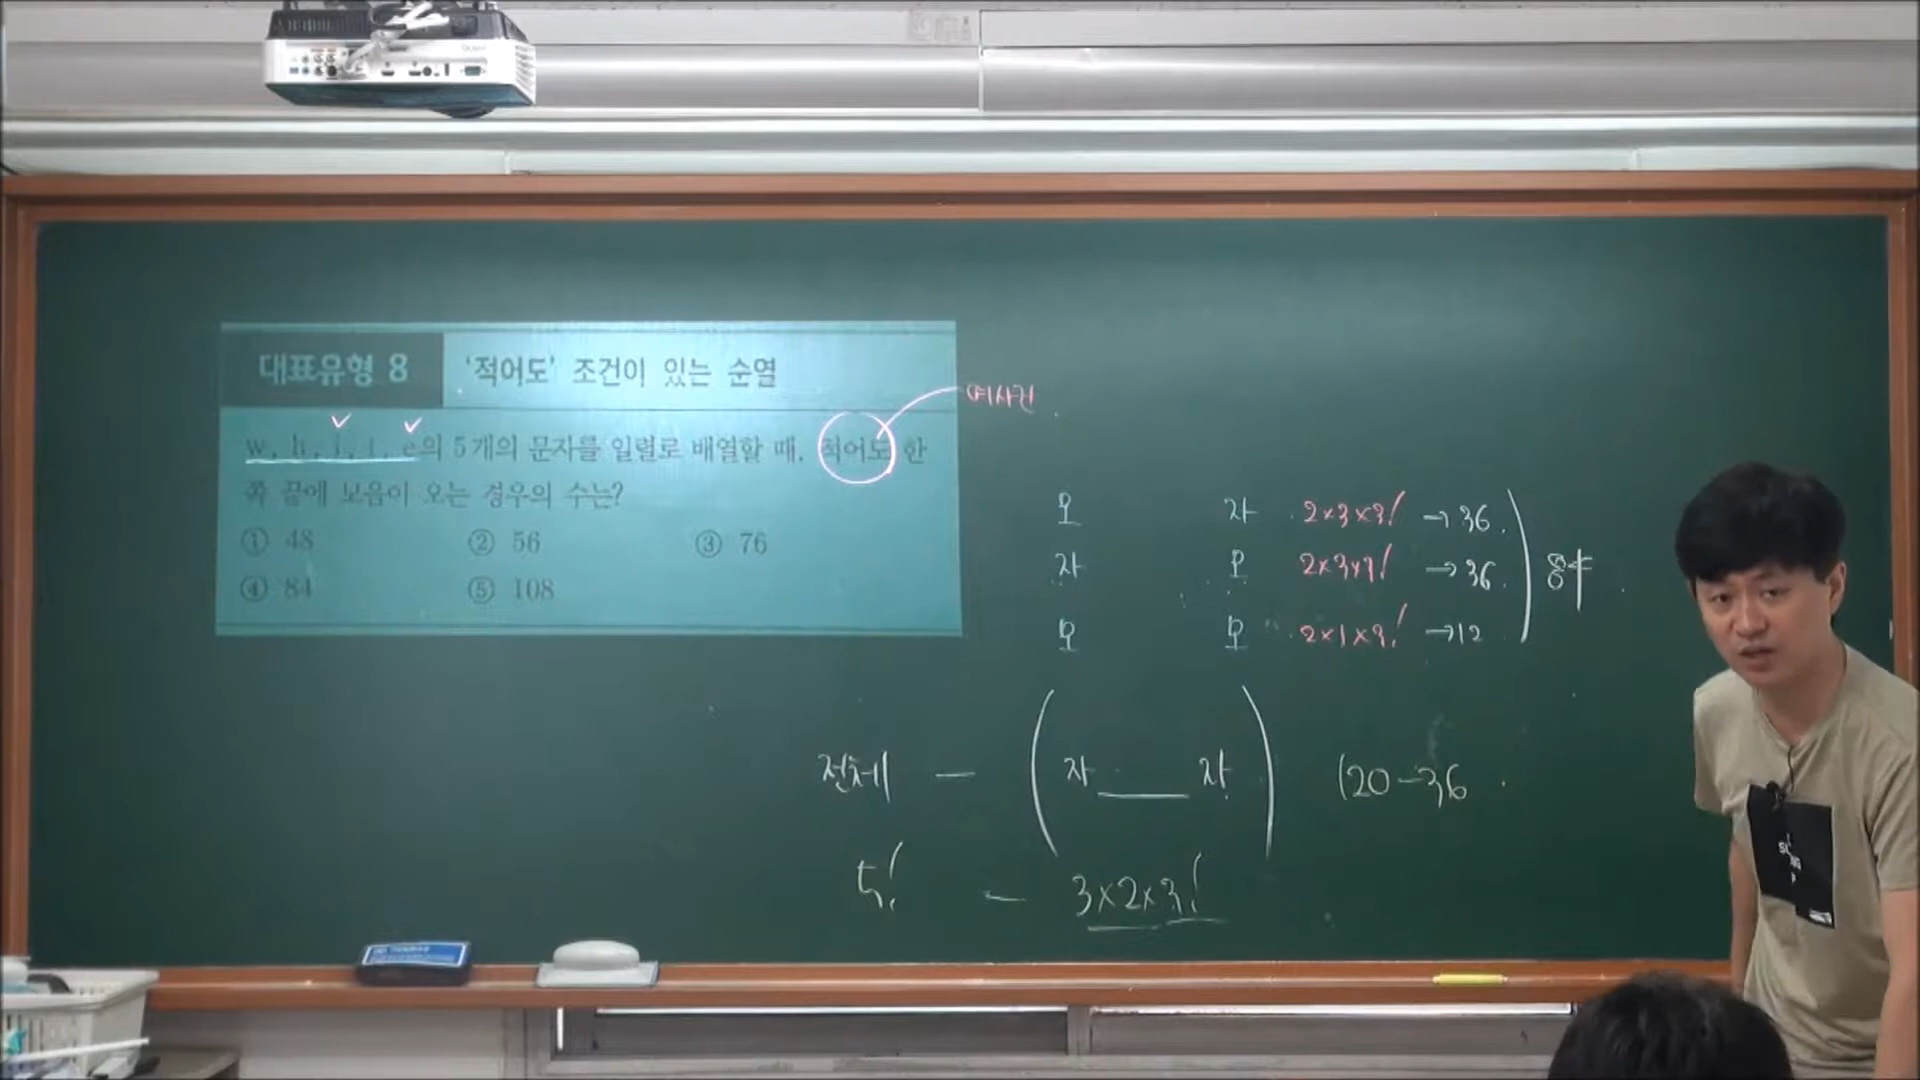 대표유형 8 '적어도' 조건이 있는 순열
여사건
w, h, i, t, e의 5개의 문자를 일렬로 배열할 때, 적어도 한
쪽 끝에 모음이 오는 경우의 수는?
① 48 ② 56 ③ 76
④ 84 ⑤ 108
모 자 2×3×3! → 36
자 모 2×3×3! → 36
모 모 2×1×3! → 12
84
전체 - ( 자 ___ 자 ) 120-36
5! - 3×2×3!